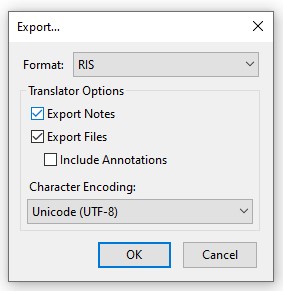 Export...
Format: RIS
Translator Options
Export Notes
Export Files
Include Annotations
Character Encoding:
Unicode (UTF-8)
OK Cancel